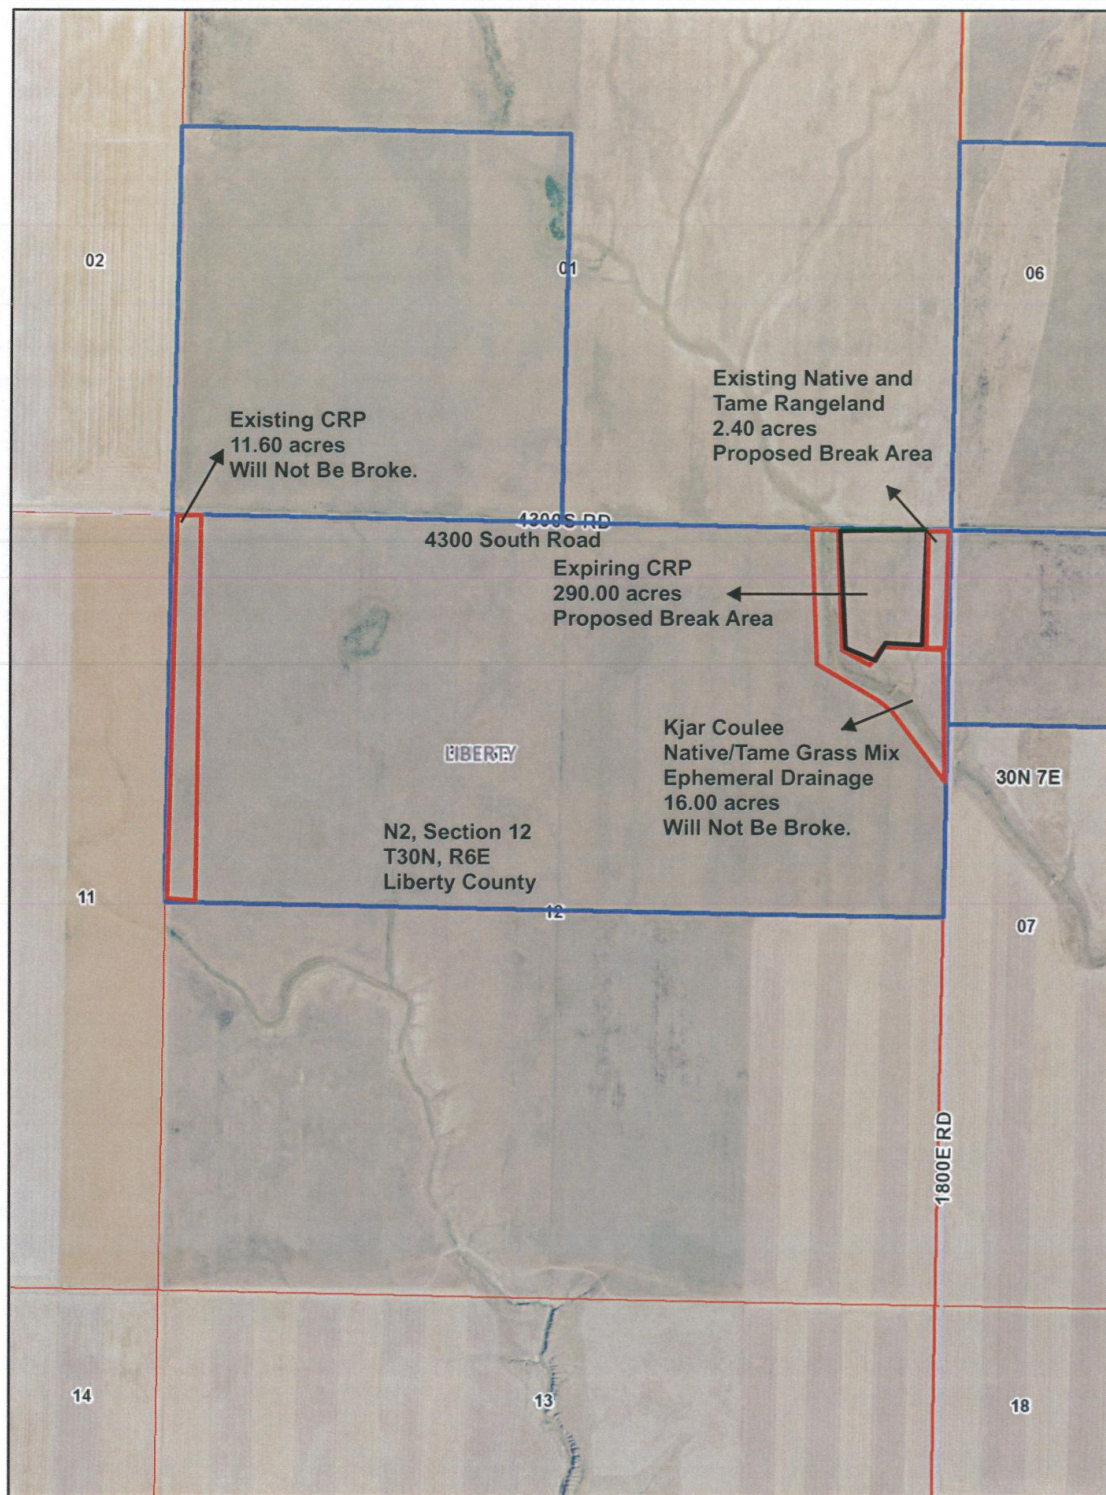 02
01
06
Existing Native and
Tame Rangeland
2.40 acres
Proposed Break Area
Existing CRP
11.60 acres
Will Not Be Broke.
4300S RD
4300 South Road
Expiring CRP
290.00 acres
Proposed Break Area
Kjar Coulee
Native/Tame Grass Mix
Ephemeral Drainage
16.00 acres
Will Not Be Broke.
LIBERTY
30N 7E
N2, Section 12
T30N, R6E
Liberty County
11
12
07
1800E RD
14
13
18